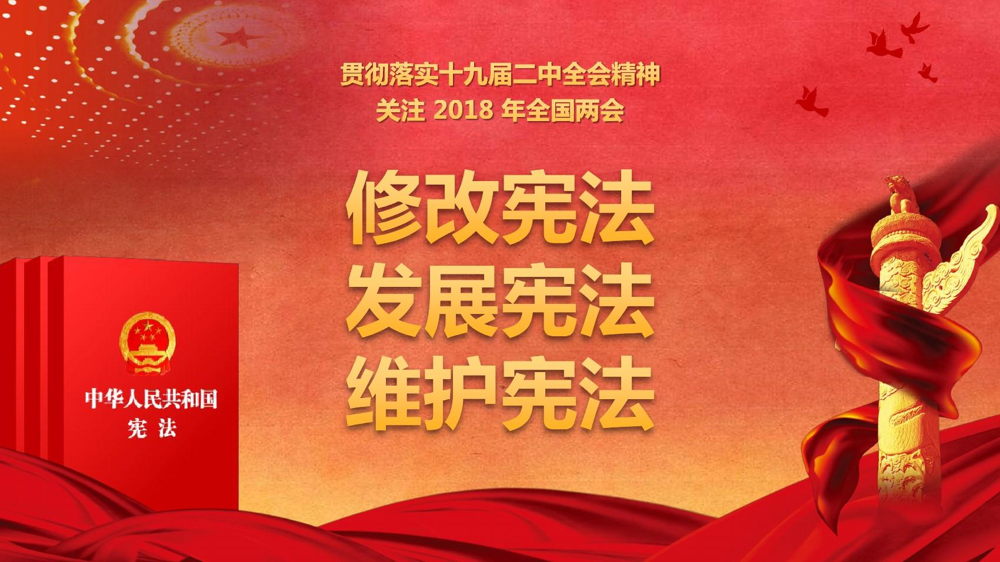 贯彻落实十九届二中全会精神
关注 2018 年全国两会
修改宪法
发展宪法
维护宪法
中华人民共和国
宪 法